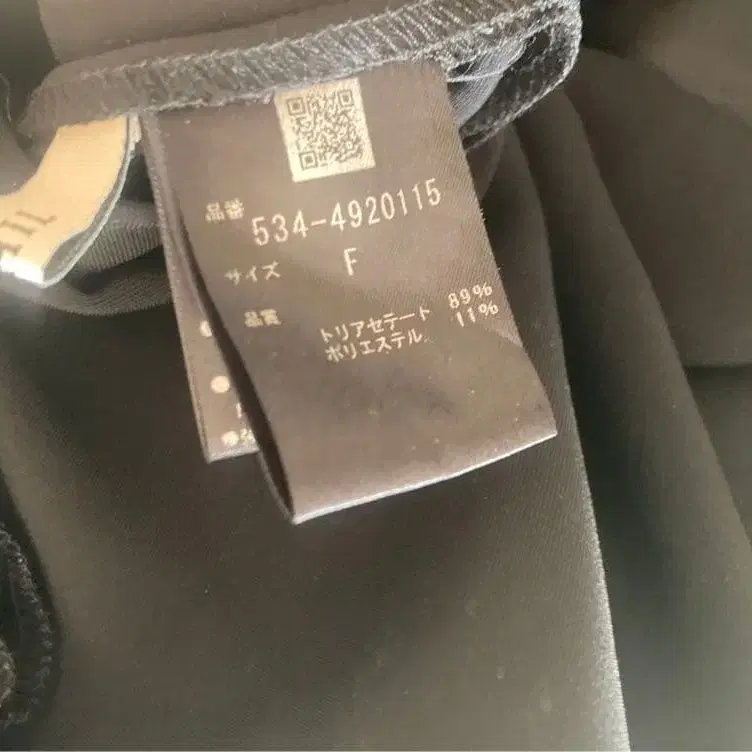 品番 534-4920115
サイズ F
品質
トリアセテート 89%
ポリエステル 11%